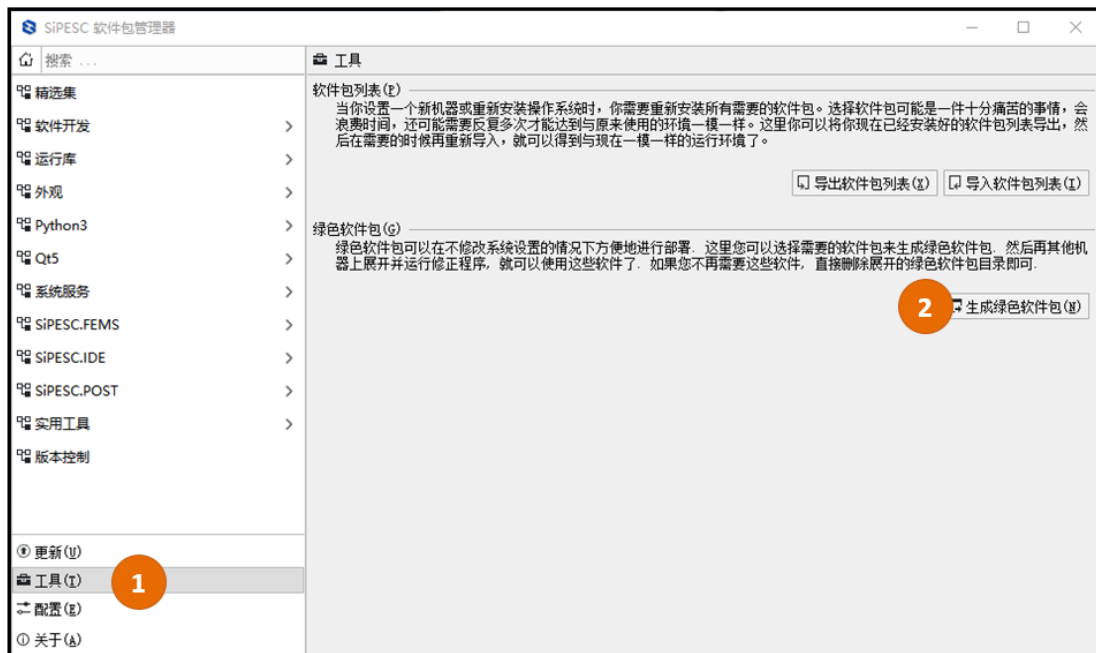 SiPESC 软件包管理器
搜索 ...
精选集
软件开发
运行库
外观
Python3
Qt5
系统服务
SiPESC.FEMS
SiPESC.IDE
SiPESC.POST
实用工具
版本控制
更新(U)
工具(T)
1
配置(E)
关于(A)
工具
软件包列表(P)
当你设置一个新机器或重新安装操作系统时，你需要重新安装所有需要的软件包。选择软件包可能是一件十分痛苦的事情，会
浪费时间，还可能需要反复多次才能达到与原来使用的环境一模一样。这里你可以将你现在已经安装好的软件包列表导出，然
后在需要的时候再重新导入，就可以得到与现在一模一样的运行环境了。
导出软件包列表(X)
导入软件包列表(I)
绿色软件包(G)
绿色软件包可以在不修改系统设置的情况下方便地进行部署. 这里您可以选择需要的软件包来生成绿色软件包. 然后再其他机
器上展开并运行修正程序, 就可以使用这些软件了. 如果您不再需要这些软件, 直接删除展开的绿色软件包目录即可.
2
生成绿色软件包(N)